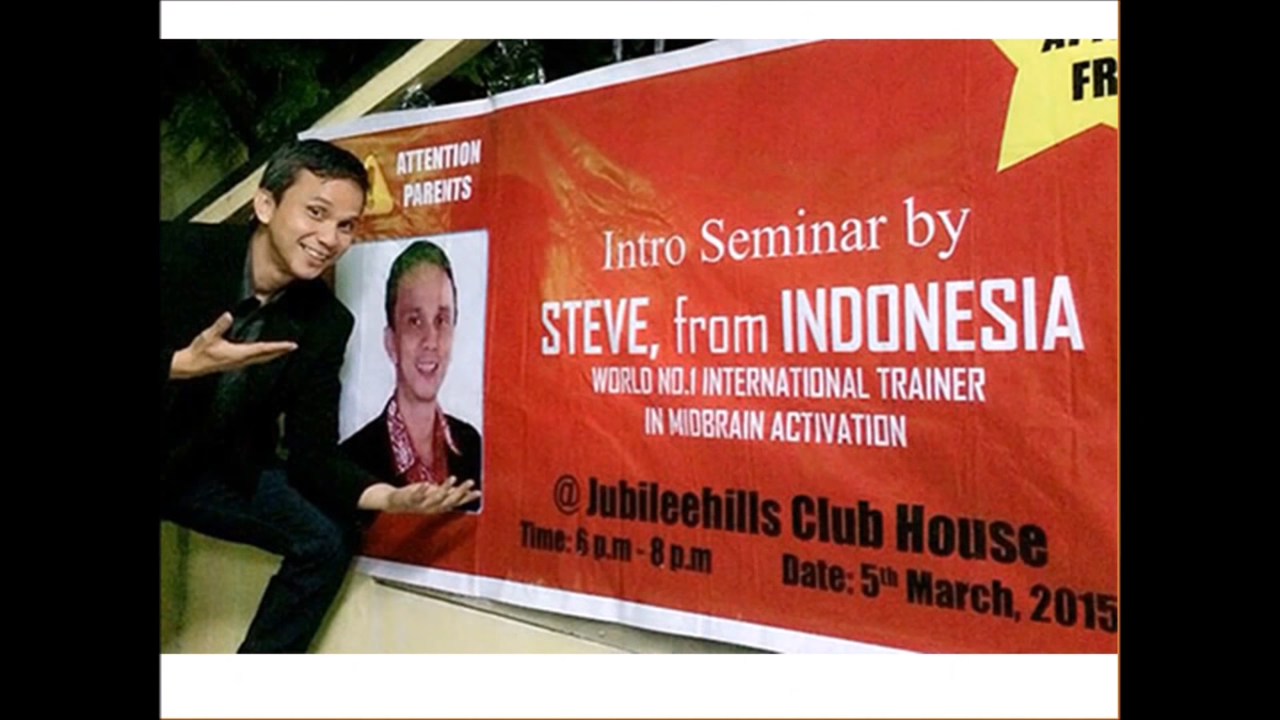 FR
ATTENTION
PARENTS
Intro Seminar by
STEVE, from INDONESIA
WORLD NO.1 INTERNATIONAL TRAINER
IN MIDBRAIN ACTIVATION
@ Jubileehills Club House
Time: 6 p.m - 8 p.m
Date: 5th March, 2015